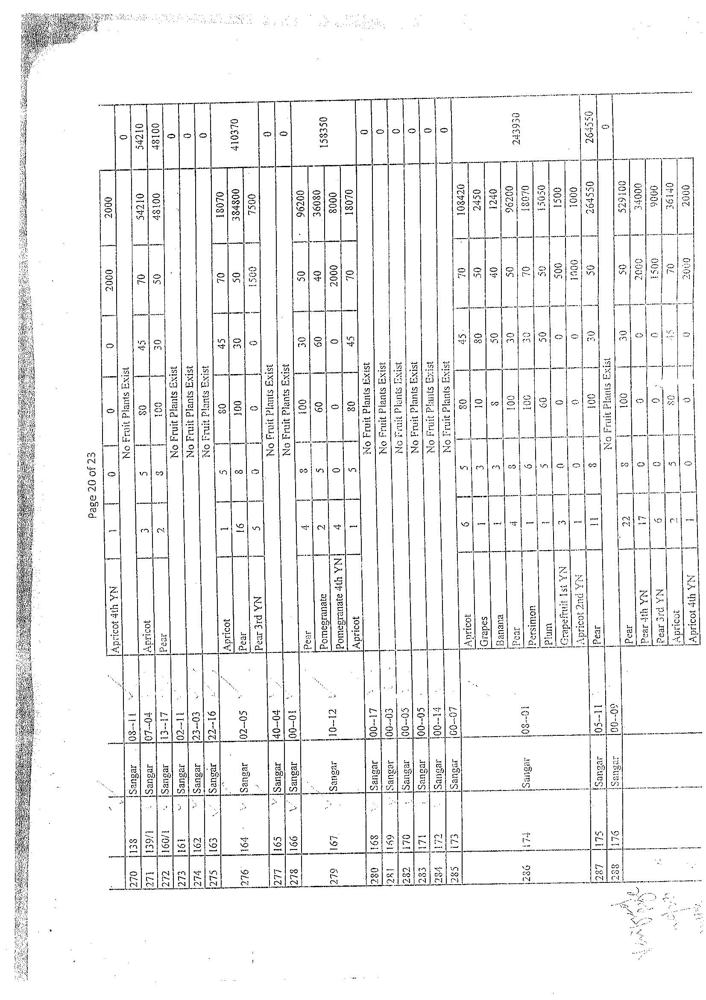 Page 20 of 23
Apricot 4th YN 1 0 0 0 2000 2000
270 138 Sangar 08--11 No Fruit Plants Exist 0
271 139/1 Sangar 07--04 Apricot 3 5 80 45 70 54210 54210
272 160/1 Sangar 13--17 Pear 2 8 100 30 50 48100 48100
273 161 Sangar 02--11 No Fruit Plants Exist 0
274 162 Sangar 23--03 No Fruit Plants Exist 0
275 163 Sangar 22--16 No Fruit Plants Exist 0
Apricot 1 5 80 45 70 18070
276 164 Sangar 02--05 Pear 16 8 100 30 50 384800 410370
Pear 3rd YN 5 0 0 0 1500 7500
277 165 Sangar 40--04 No Fruit Plants Exist 0
278 166 Sangar 00--01 No Fruit Plants Exist 0
Pear 4 8 100 30 50 96200
279 167 Sangar 10--12 Pomegranate 2 5 60 60 40 36080 158350
Pomegranate 4th YN 4 0 0 0 2000 8000
Apricot 1 5 80 45 70 18070
280 168 Sangar 00--17 No Fruit Plants Exist 0
281 169 Sangar 00--03 No Fruit Plants Exist 0
282 170 Sangar 00--05 No Fruit Plants Exist 0
283 171 Sangar 00--05 No Fruit Plants Exist 0
284 172 Sangar 00--14 No Fruit Plants Exist 0
285 173 Sangar 00--07 No Fruit Plants Exist 0
Apricot 6 5 80 45 70 108420
Grapes 1 3 10 80 50 2450
Banana 1 3 8 50 40 1240
286 174 Sangar 08--01 Pear 4 8 100 30 50 96200 243930
Persimon 1 6 100 30 70 18070
Plum 1 5 60 50 50 15050
Grapefruit 1st YN 3 0 0 0 500 1500
Apricot 2nd YN 1 0 0 0 1000 1000
287 175 Sangar 05--11 Pear 11 8 100 30 50 264550 264550
288 176 Sangar 00--09 No Fruit Plants Exist 0
Pear 22 8 100 30 50 529100
Pear 4th YN 17 0 0 0 2000 34000
Pear 3rd YN 6 0 0 0 1500 9000
Apricot 2 5 80 45 70 36140
Apricot 4th YN 1 0 0 0 2000 2000